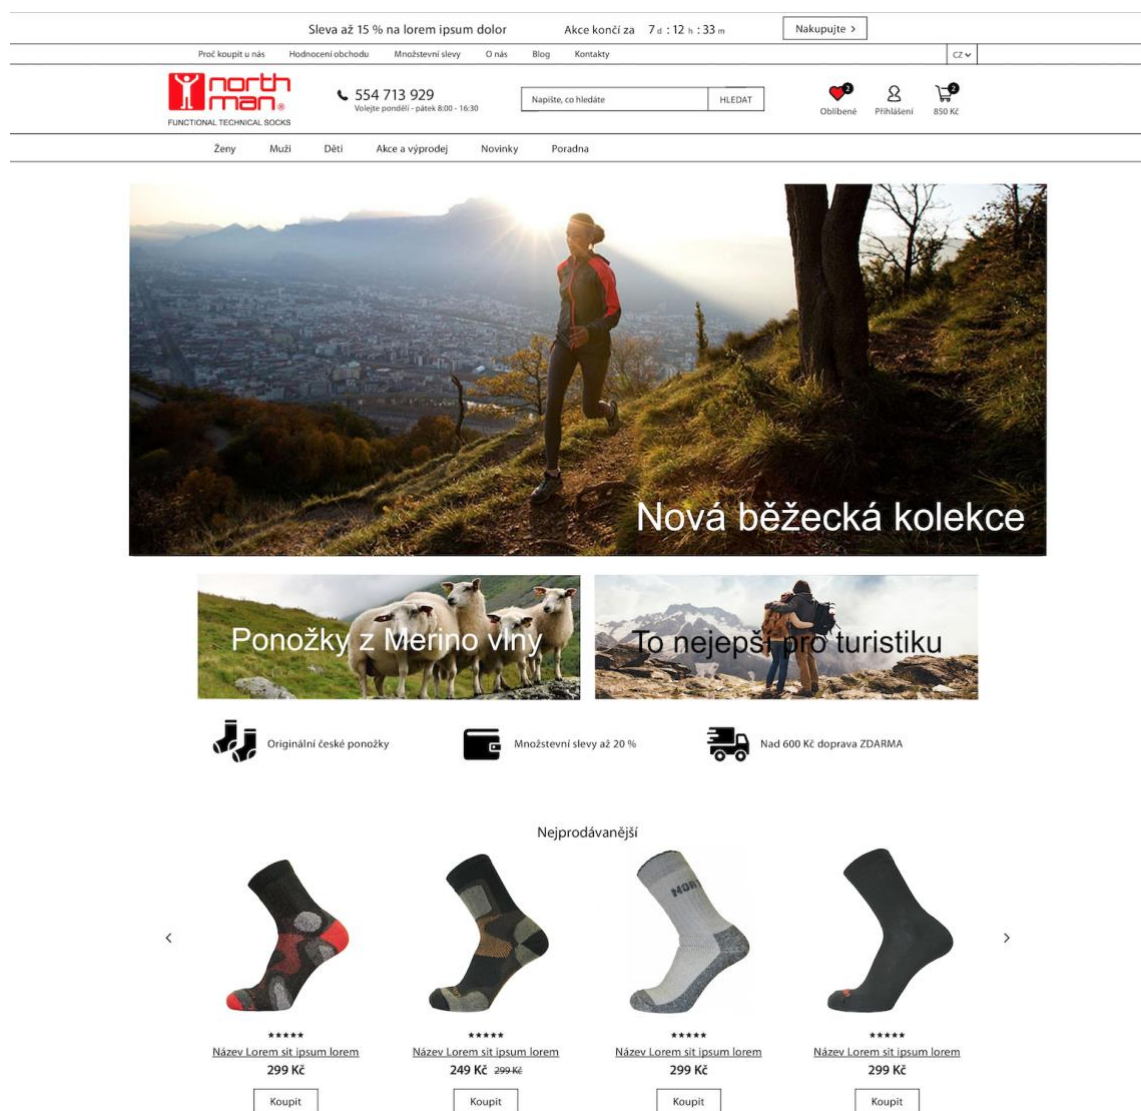 Sleva až 15 % na lorem ipsum dolor Akce končí za 7 d : 12 h : 33 m Nakupujte >
Proč koupit u nás Hodnocení obchodu Množstevní slevy O nás Blog Kontakty CZ
north
man®
FUNCTIONAL TECHNICAL SOCKS
554 713 929
Volejte pondělí - pátek 8:00 - 16:30
Napište, co hledáte HLEDAT
2 2
Oblíbené Přihlášení 850 Kč
Ženy Muži Děti Akce a výprodej Novinky Poradna
Nová běžecká kolekce
Ponožky z Merino vlny
To nejepší pro turistiku
Originální české ponožky Množstevní slevy až 20 % Nad 600 Kč doprava ZDARMA
Nejprodávanější
NOR
Název Lorem sit ipsum lorem Název Lorem sit ipsum lorem Název Lorem sit ipsum lorem Název Lorem sit ipsum lorem
299 Kč 249 Kč 299 Kč 299 Kč 299 Kč
Koupit Koupit Koupit Koupit